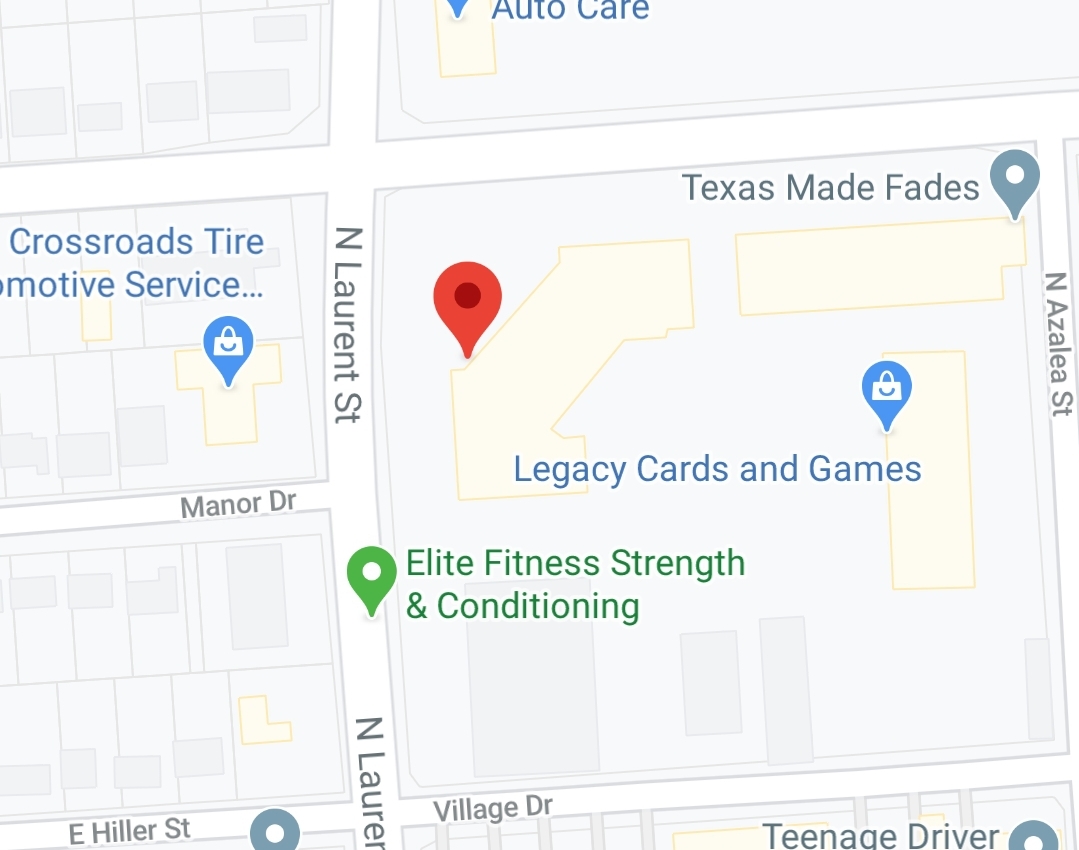 Auto Care
Texas Made Fades
Crossroads Tire
omotive Service...
N Laurent St
N Azalea St
Legacy Cards and Games
Manor Dr
Elite Fitness Strength
& Conditioning
N Lauren
Village Dr
E Hiller St
Teenage Driver